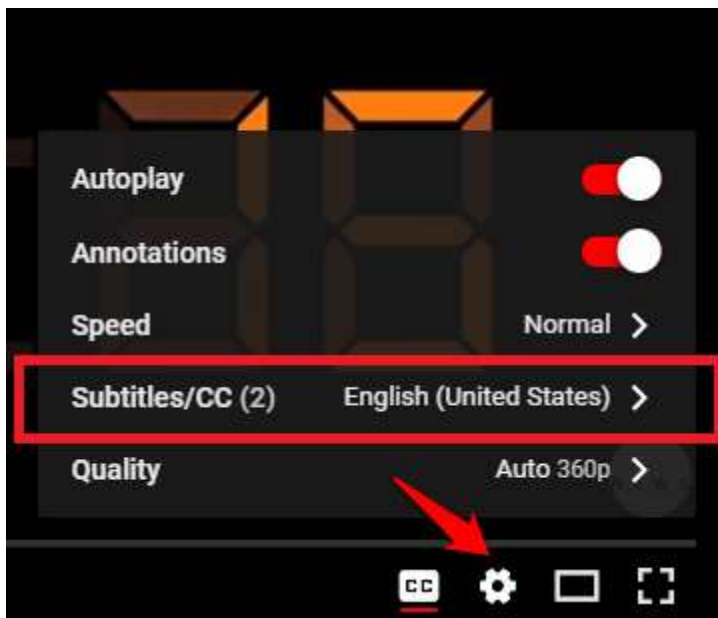 Autoplay
Annotations
Speed Normal
Subtitles/CC (2) English (United States)
Quality Auto 360p
CC